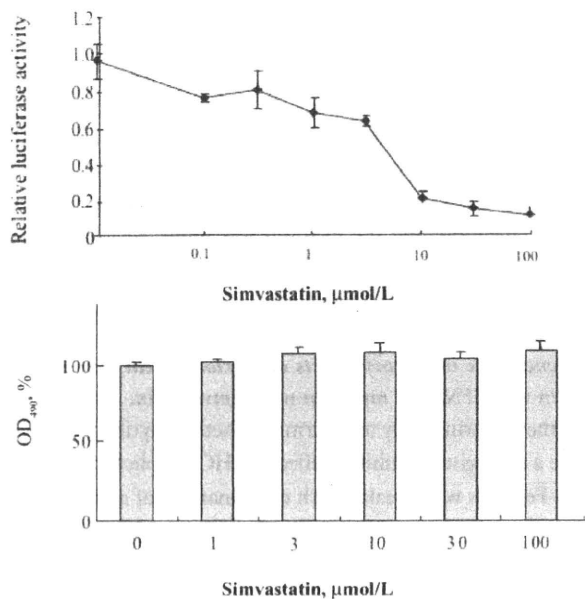 Relative luciferase activity
1.2
1.0
0.8
0.6
0.4
0.2
0
0.1 1 10 100
Simvastatin, μmol/L
OD490, %
100
50
0
0 1 3 10 30 100
Simvastatin, μmol/L